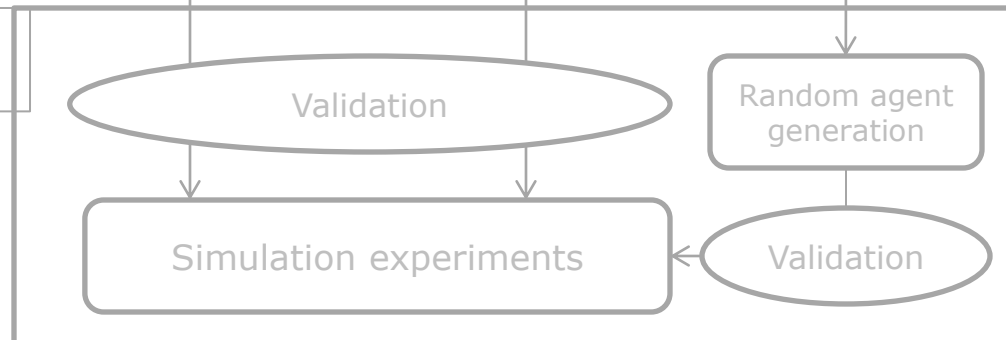 Validation
Random agent
generation
Simulation experiments
Validation